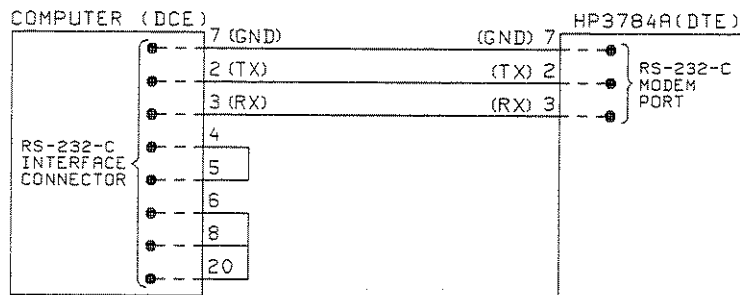 COMPUTER (DCE)
HP3784A(DTE)
7 (GND)
(GND) 7
2 (TX)
(TX) 2
3 (RX)
(RX) 3
RS-232-C
MODEM
PORT
4
RS-232-C
INTERFACE
CONNECTOR
5
6
8
20